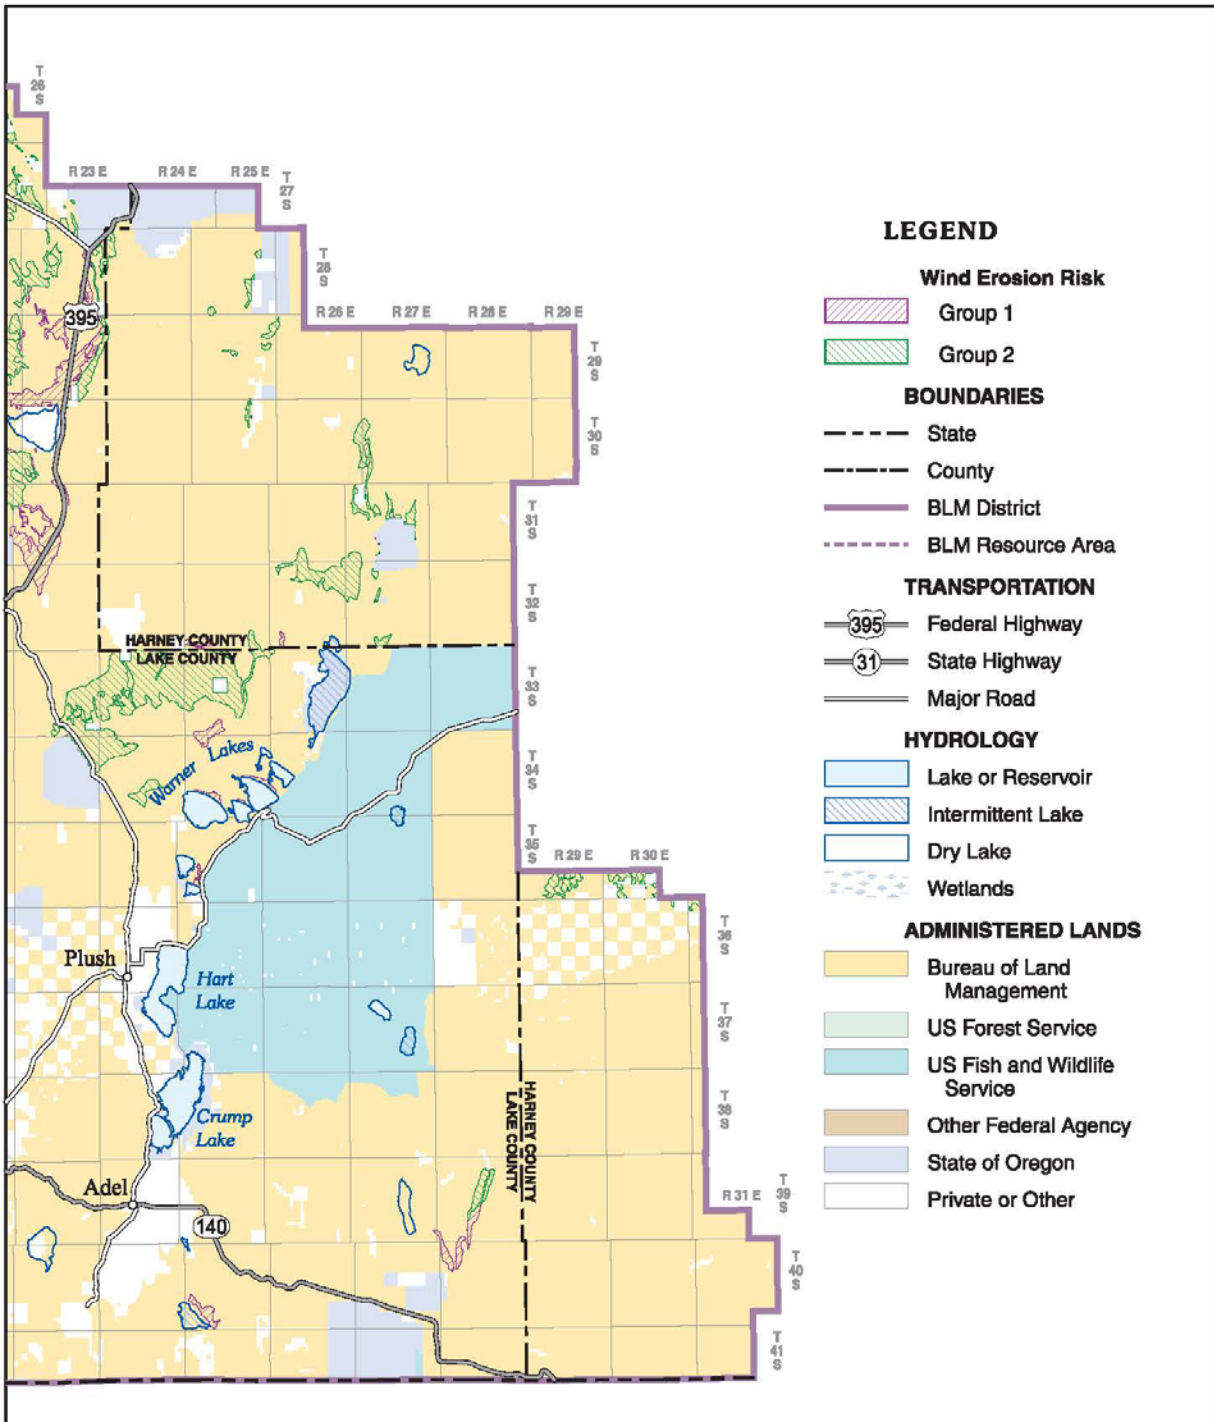 T
26
S
R 23 E
R 24 E
R 25 E
T
27
S
T
28
S
R 26 E
R 27 E
R 28 E
R 29 E
395
T
29
S
T
30
S
T
31
S
T
32
S
HARNEY COUNTY
LAKE COUNTY
T
33
S
Warner Lakes
T
34
S
T
35
S
R 29 E
R 30 E
T
36
S
Plush
Hart
Lake
T
37
S
HARNEY COUNTY
LAKE COUNTY
T
38
S
Crump
Lake
Adel
R 31 E
T
39
S
140
T
40
S
T
41
S
LEGEND
Wind Erosion Risk
Group 1
Group 2
BOUNDARIES
State
County
BLM District
BLM Resource Area
TRANSPORTATION
395 Federal Highway
31 State Highway
Major Road
HYDROLOGY
Lake or Reservoir
Intermittent Lake
Dry Lake
Wetlands
ADMINISTERED LANDS
Bureau of Land
Management
US Forest Service
US Fish and Wildlife
Service
Other Federal Agency
State of Oregon
Private or Other